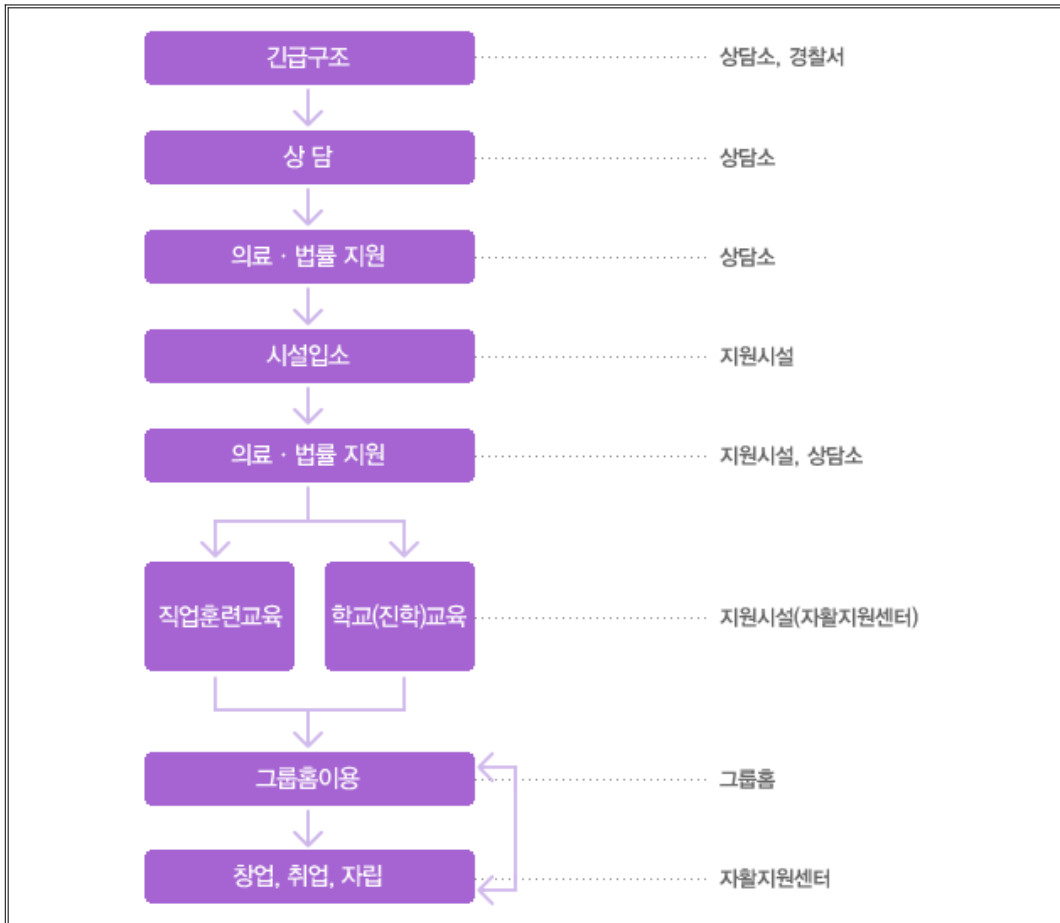 긴급구조
상담소, 경찰서
상 담
상담소
의료 · 법률 지원
상담소
시설입소
지원시설
의료 · 법률 지원
지원시설, 상담소
직업훈련교육
학교(진학)교육
지원시설(자활지원센터)
그룹홈이용
그룹홈
창업, 취업, 자립
자활지원센터